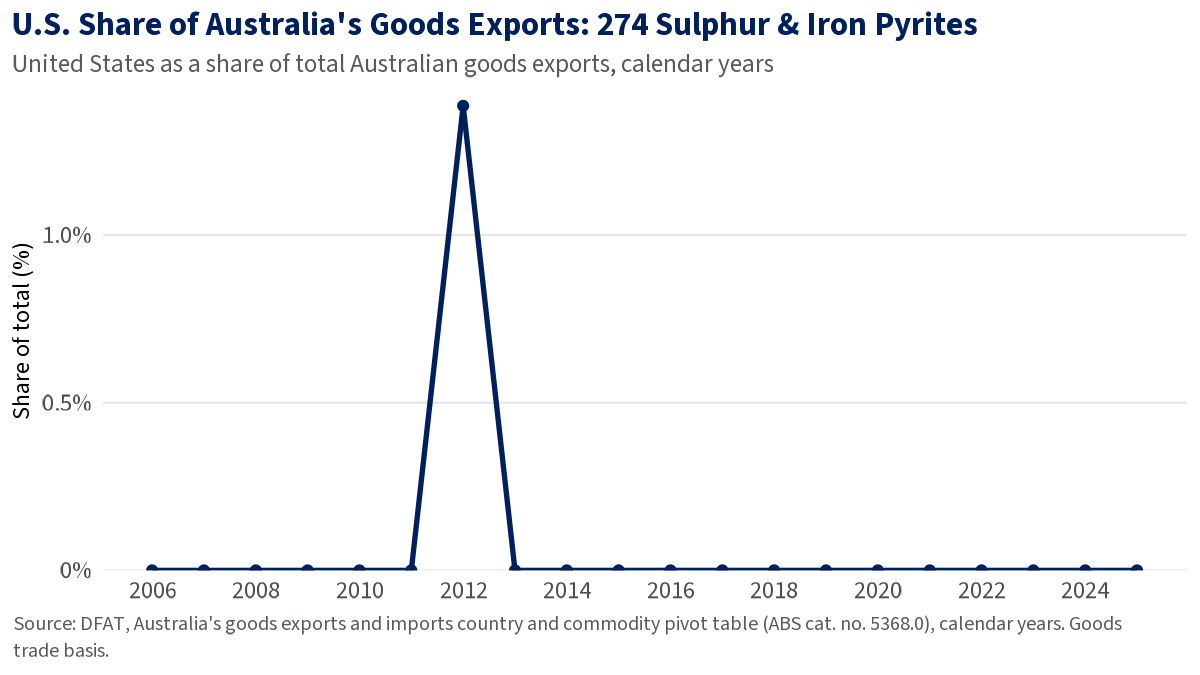 U.S. Share of Australia's Goods Exports: 274 Sulphur & Iron Pyrites
United States as a share of total Australian goods exports, calendar years
Share of total (%)
1.0%
0.5%
0%
2006 2008 2010 2012 2014 2016 2018 2020 2022 2024
Source: DFAT, Australia's goods exports and imports country and commodity pivot table (ABS cat. no. 5368.0), calendar years. Goods
trade basis.